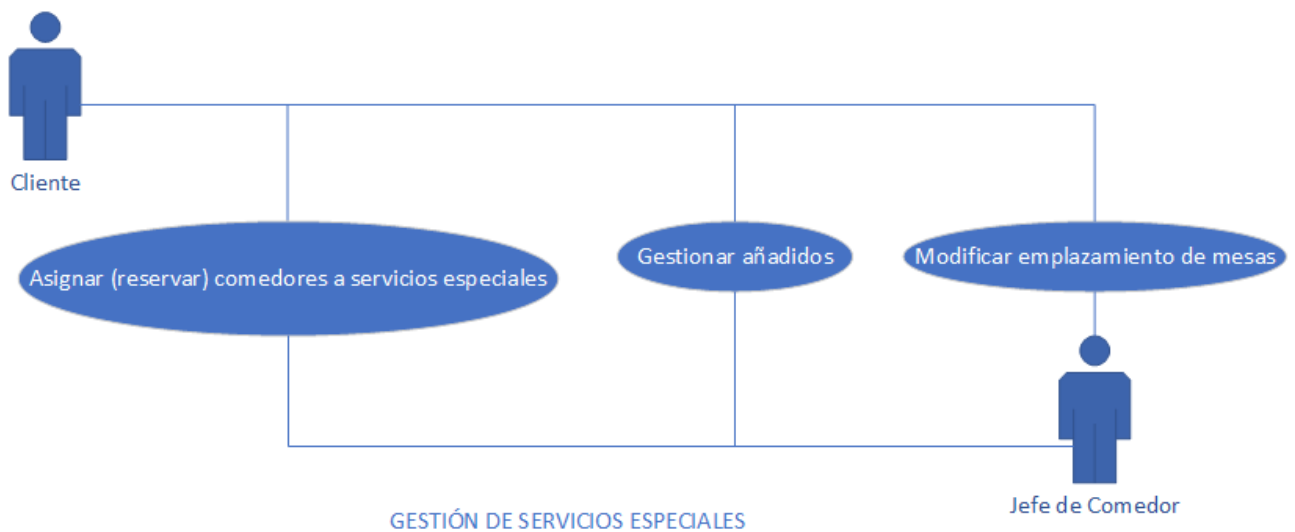 Cliente
Asignar (reservar) comedores a servicios especiales
Gestionar añadidos
Modificar emplazamiento de mesas
Jefe de Comedor
GESTIÓN DE SERVICIOS ESPECIALES